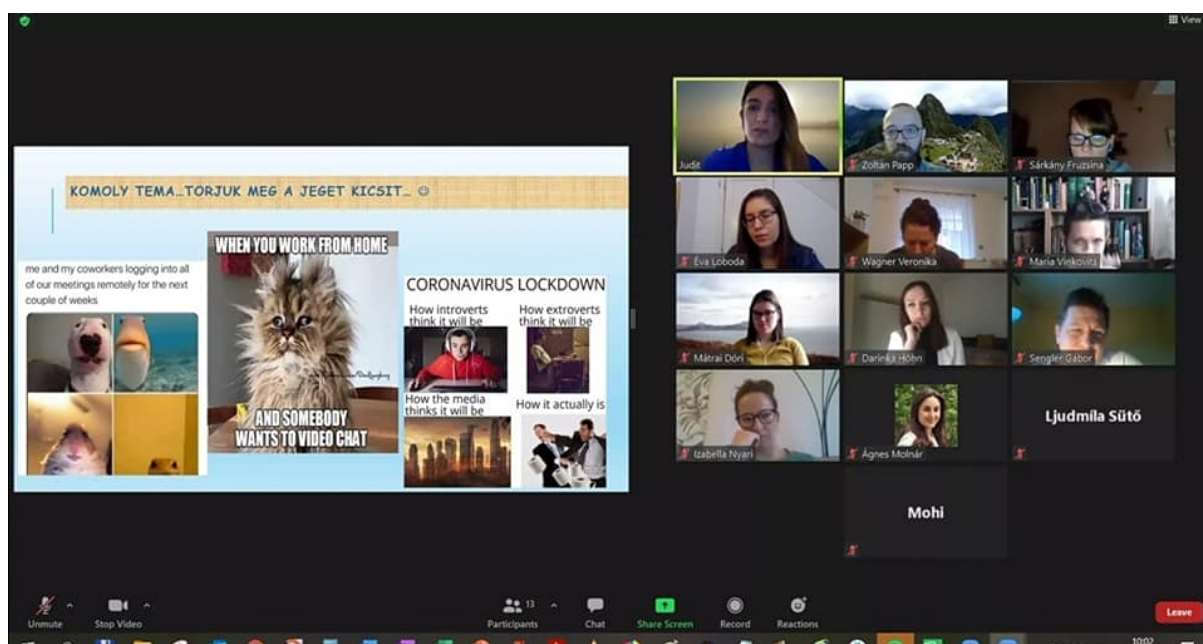 View
KOMOLY TEMA…TORJUK MEG A JEGET KICSIT… ☺
me and my coworkers logging into all
of our meetings remotely for the next
couple of weeks
WHEN YOU WORK FROM HOME
AND SOMEBODY
WANTS TO VIDEO CHAT
CORONAVIRUS LOCKDOWN
How introverts
think it will be
How extroverts
think it will be
How the media
thinks it will be
How it actually is
Judit
Zoltán Papp
Sárkány Fruzsina
Éva Loboda
Wagner Veronika
Maria Vinkovits
Mátrai Dóri
Darinka Höhn
Sengler Gábor
Izabella Nyari
Ágnes Molnár
Ljudmíla Sütő
Mohi
Unmute
Stop Video
Participants
13
Chat
Share Screen
Record
Reactions
Leave
10:02